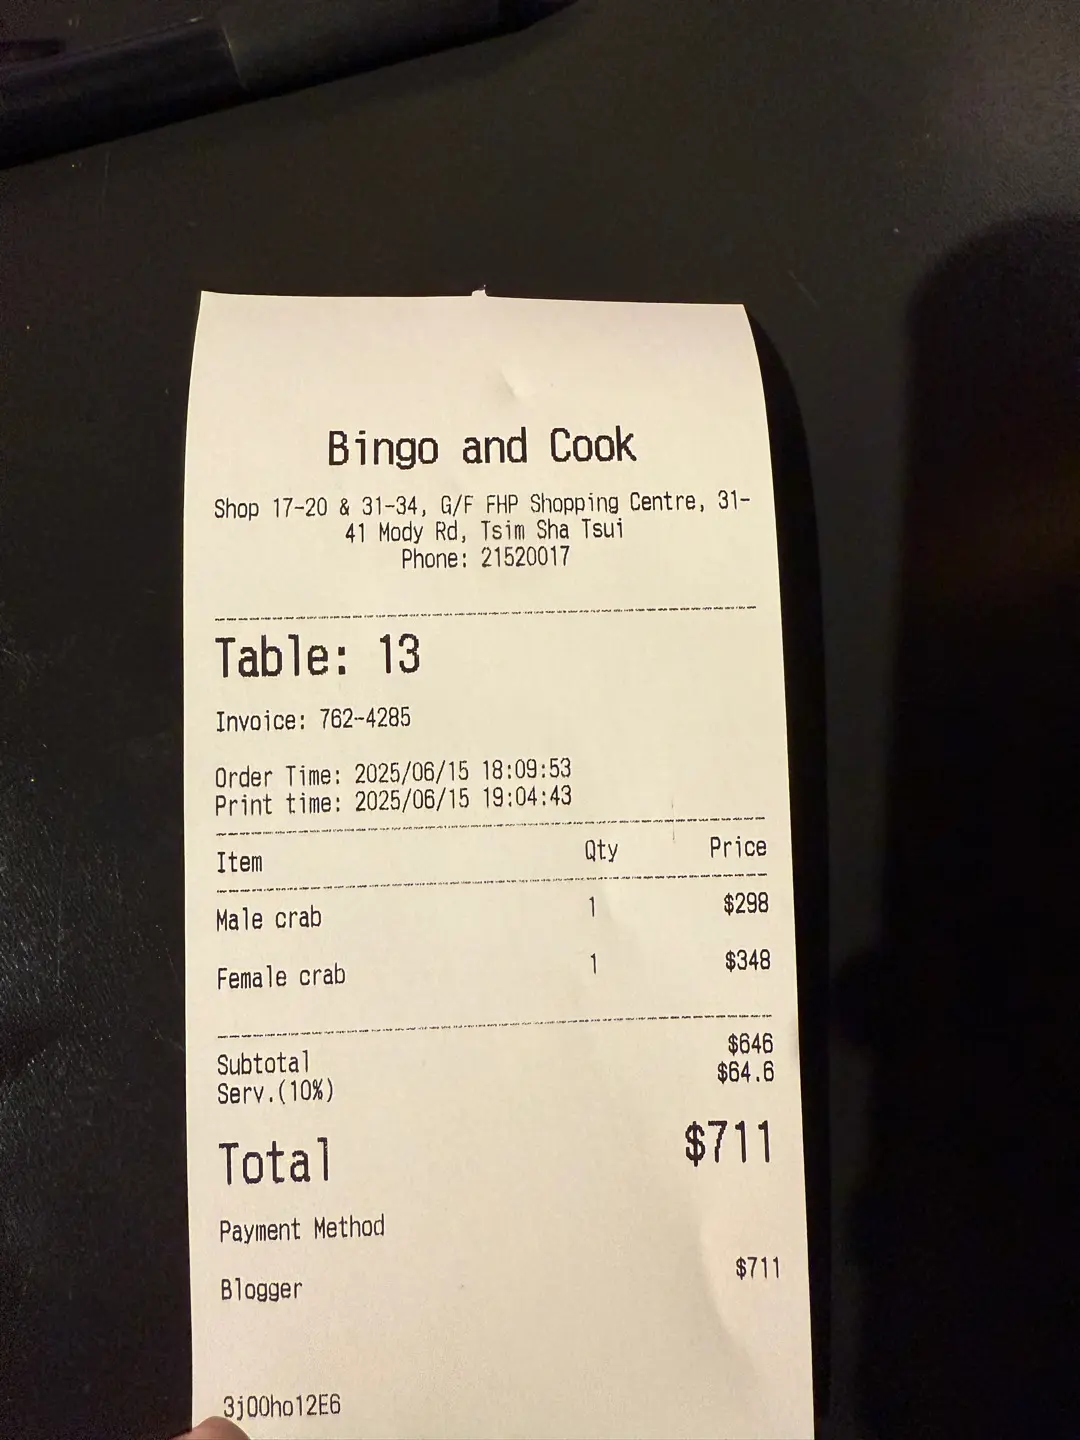 Bingo and Cook
Shop 17-20 & 31-34, G/F FHP Shopping Centre, 31-
41 Mody Rd, Tsim Sha Tsui
Phone: 21520017
Table: 13
Invoice: 762-4285
Order Time: 2025/06/15 18:09:53
Print time: 2025/06/15 19:04:43
Item Qty Price
Male crab 1 $298
Female crab 1 $348
Subtotal $646
Serv.(10%) $64.6
Total $711
Payment Method
Blogger $711
3j00ho12E6